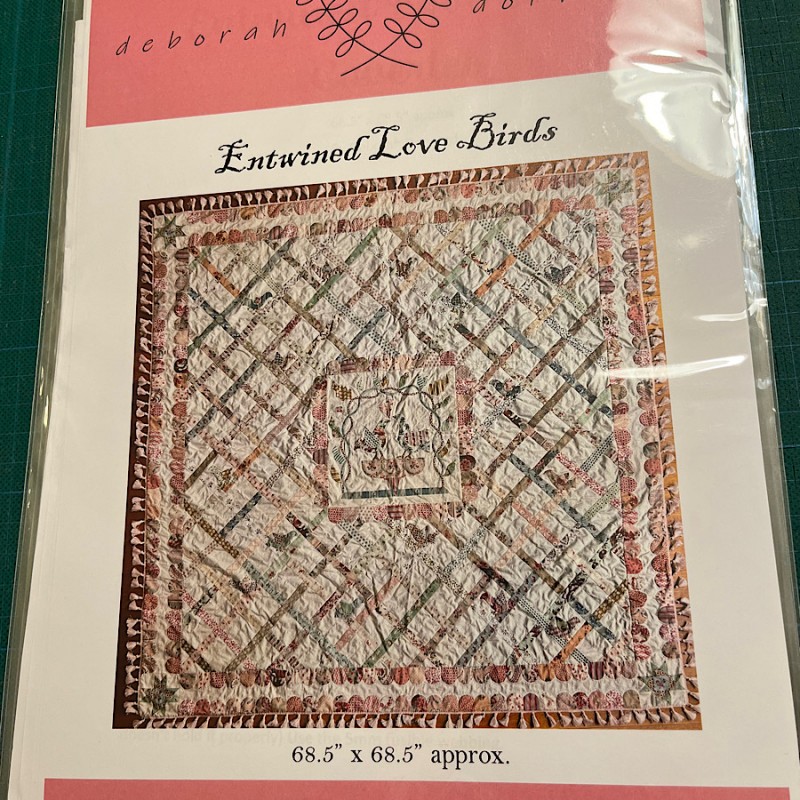 deborah
Entwined Love Birds
68.5” x 68.5” approx.